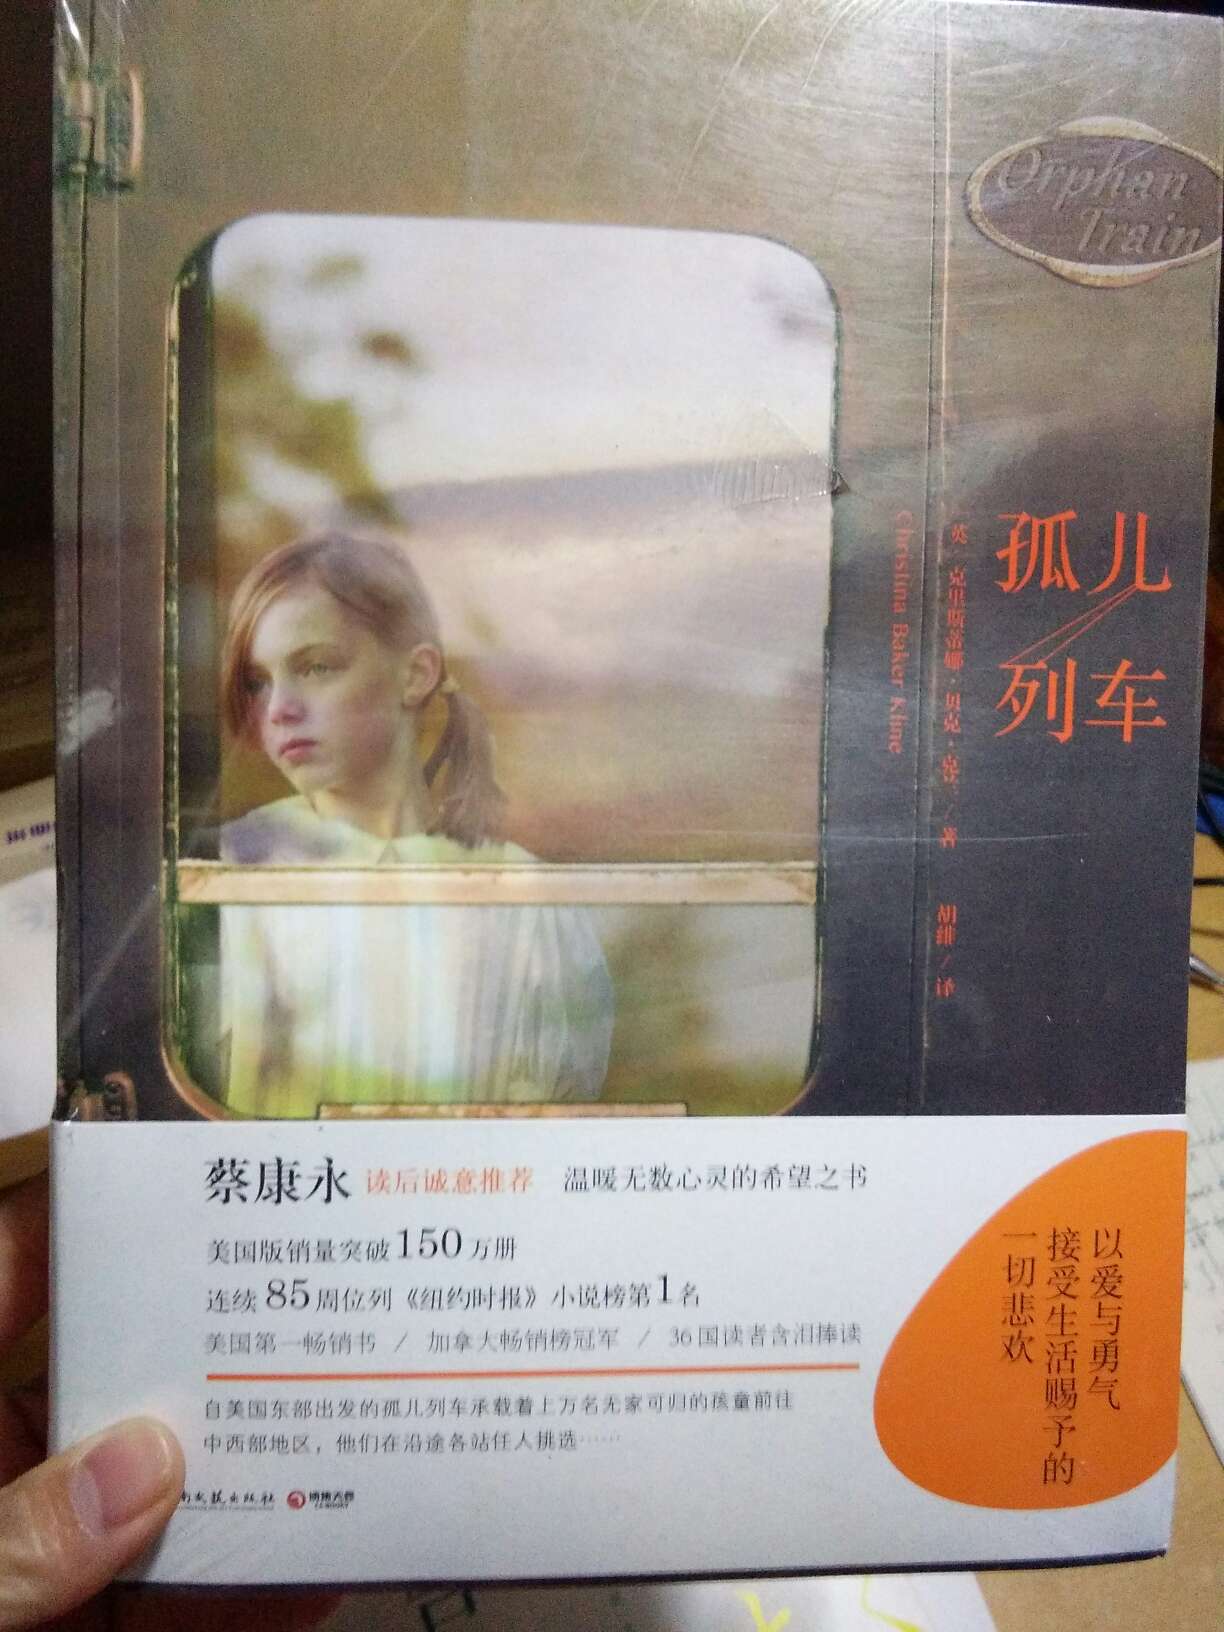 Orphan
Train
孤儿
列车
英 克里斯蒂娜·贝克·克兰／著
胡绯／译
Christina Baker Kline
蔡康永 读后诚意推荐 温暖无数心灵的希望之书
美国版销量突破150万册
连续85周位列《纽约时报》小说榜第1名
美国第一畅销书 / 加拿大畅销榜冠军 / 36国读者含泪捧读
自美国东部出发的孤儿列车承载着上万名无家可归的孩童前往
中西部地区，他们在沿途各站任人挑选……
以爱与勇气
接受生活赐予的
一切悲欢
南文艺出版社